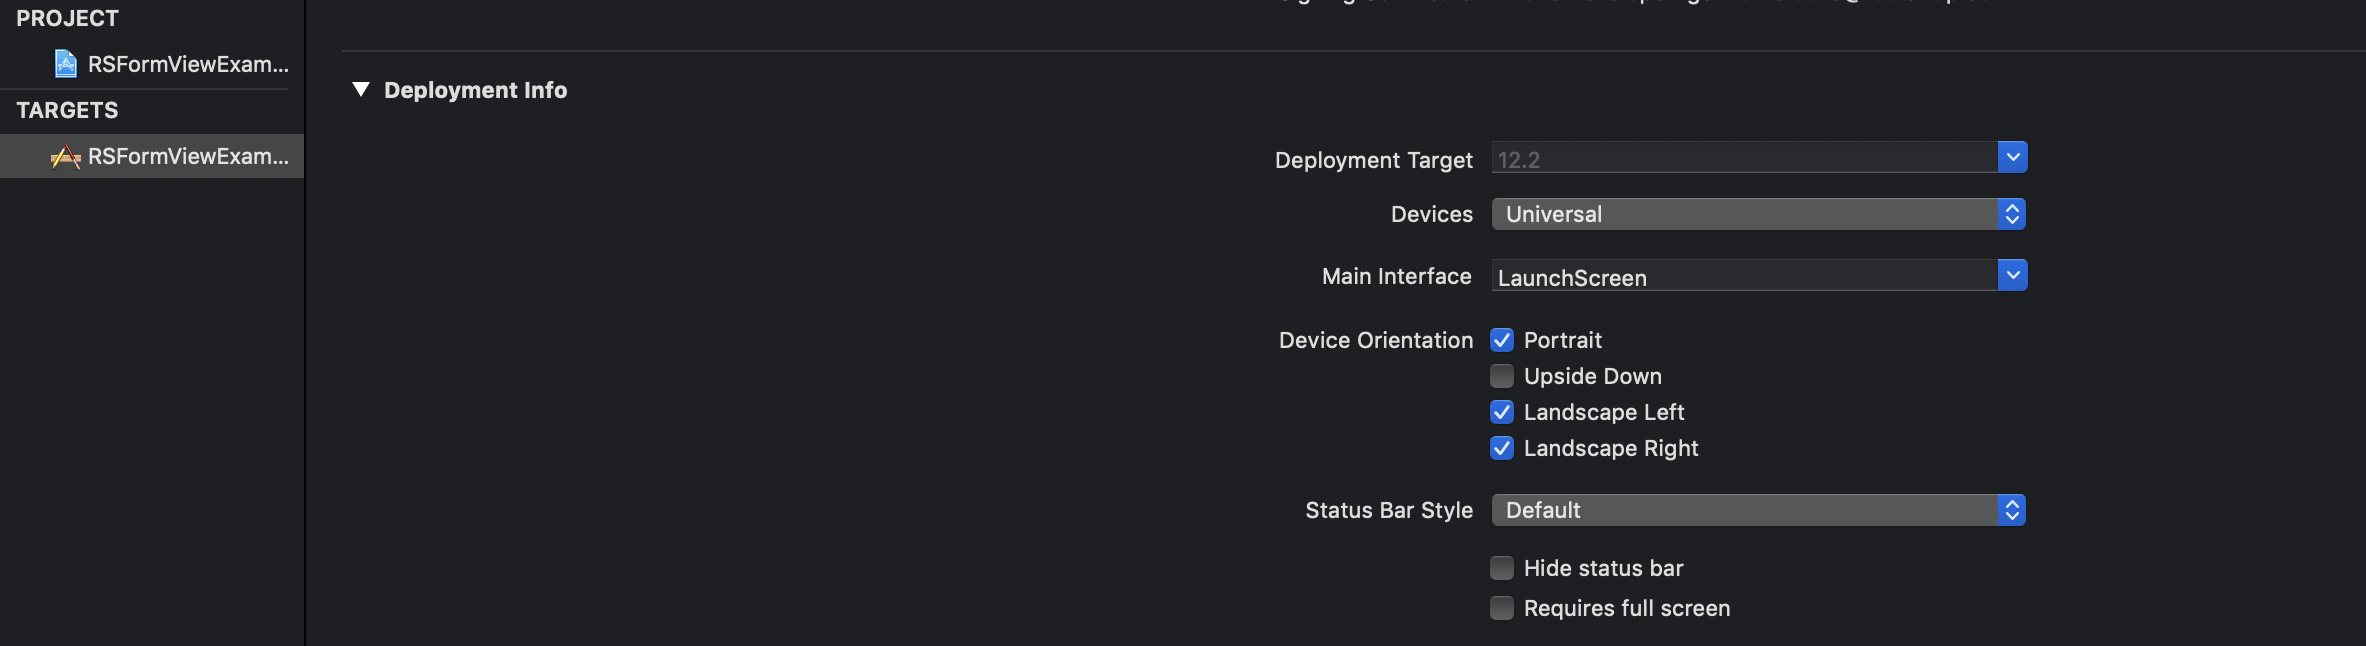 PROJECT
RSFormViewExam...
TARGETS
RSFormViewExam...
Deployment Info
Deployment Target 12.2
Devices Universal
Main Interface LaunchScreen
Device Orientation Portrait
Upside Down
Landscape Left
Landscape Right
Status Bar Style Default
Hide status bar
Requires full screen